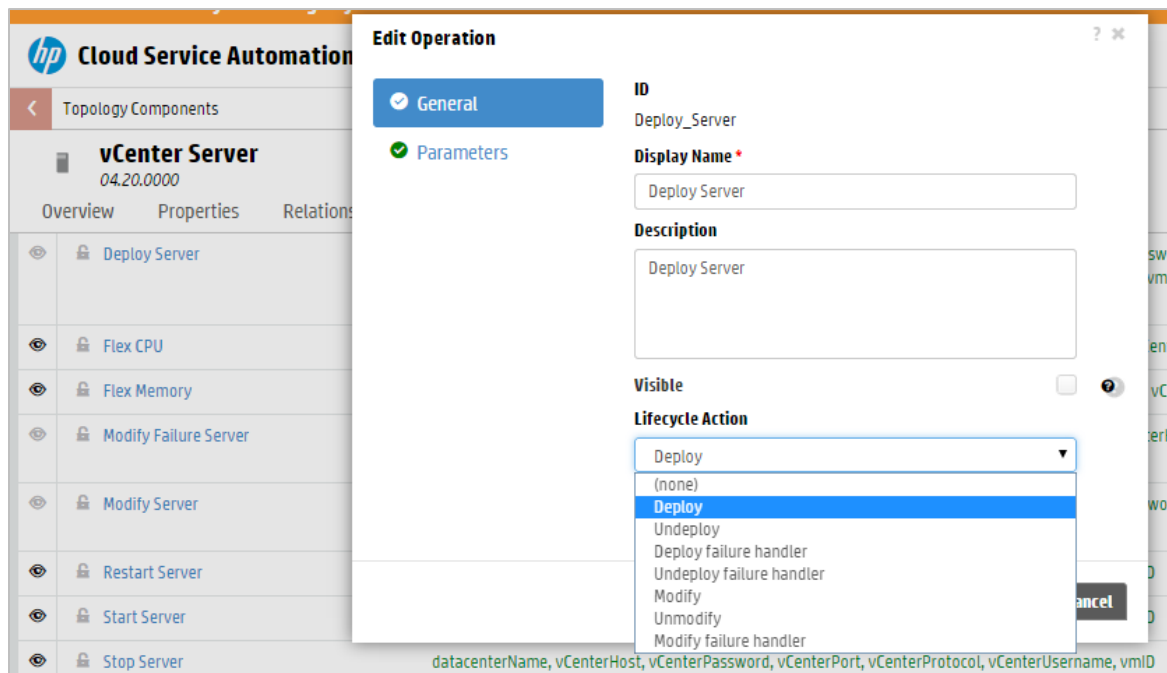 hp Cloud Service Automation
Topology Components
vCenter Server
04.20.0000
Overview Properties
Deploy Server
Flex CPU
Flex Memory
Modify Failure Server
Modify Server
Restart Server
Start Server
Stop Server
datacenterName, vCenterHost, vCenterPassword, vCenterPort, vCenterProtocol, vCenterUsername, vmID
Edit Operation
? ×
General
Parameters
ID
Deploy_Server
Display Name *
Deploy Server
Description
Deploy Server
Visible
?
Lifecycle Action
Deploy
(none)
Deploy
Undeploy
Deploy failure handler
Undeploy failure handler
Modify
Unmodify
Modify failure handler